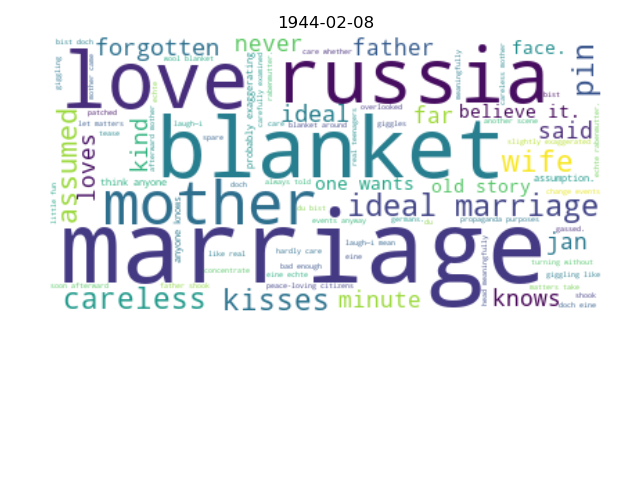 1944-02-08
bist doch
forgotten
never
care whether
father
face.
giggling
mool blanket
mother came
love
russia
pin
echte
probably exaggerating
carefully examined
rabenmutter
meaningfully
careless mother
bist
patched
ideal
overlooked
far
believe it.
assumed
let matters
tease
laugh—i
spare
care
blanket around
giggles
said
kind
loves
blanket
real teenagers
another scene
slightly exaggerated
wife
echte rabenmutter.
afterward mother
think anyone
doch
always told
one wants
old story
assumption.
change events
little fun
mother
du bist
ideal marriage
events anyway
germans.
du
propaganda purposes
anyone knows
marriage
laugh—i mean
gassed.
jan
like real
hardly care
eine
turning without
concentrate
bad enough
head meaningfully
giggling like
soon afterward
father shook
eine echte
peace-loving citizens
matters take
careless
kisses
minute
knows
shook
doch eine